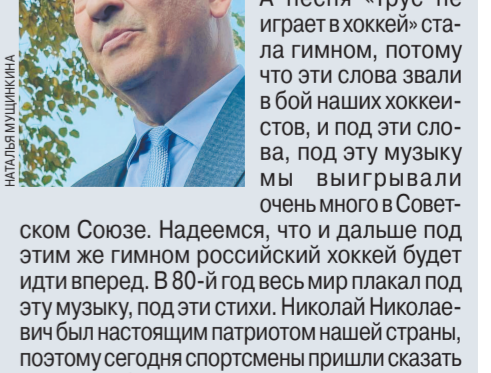 НАТАЛЬЯ МУЩИНКИНА
А песня «Трус не
играет в хоккей» ста-
ла гимном, потому
что эти слова звали
в бой наших хоккеи-
стов, и под эти сло-
ва, под эту музыку
мы выигрывали
очень много в Совет-
ском Союзе. Надеемся, что и дальше под
этим же гимном российский хоккей будет
идти вперед. В 80-й год весь мир плакал под
эту музыку, под эти стихи. Николай Николае-
вич был настоящим патриотом нашей страны,
поэтому сегодня спортсмены пришли сказать